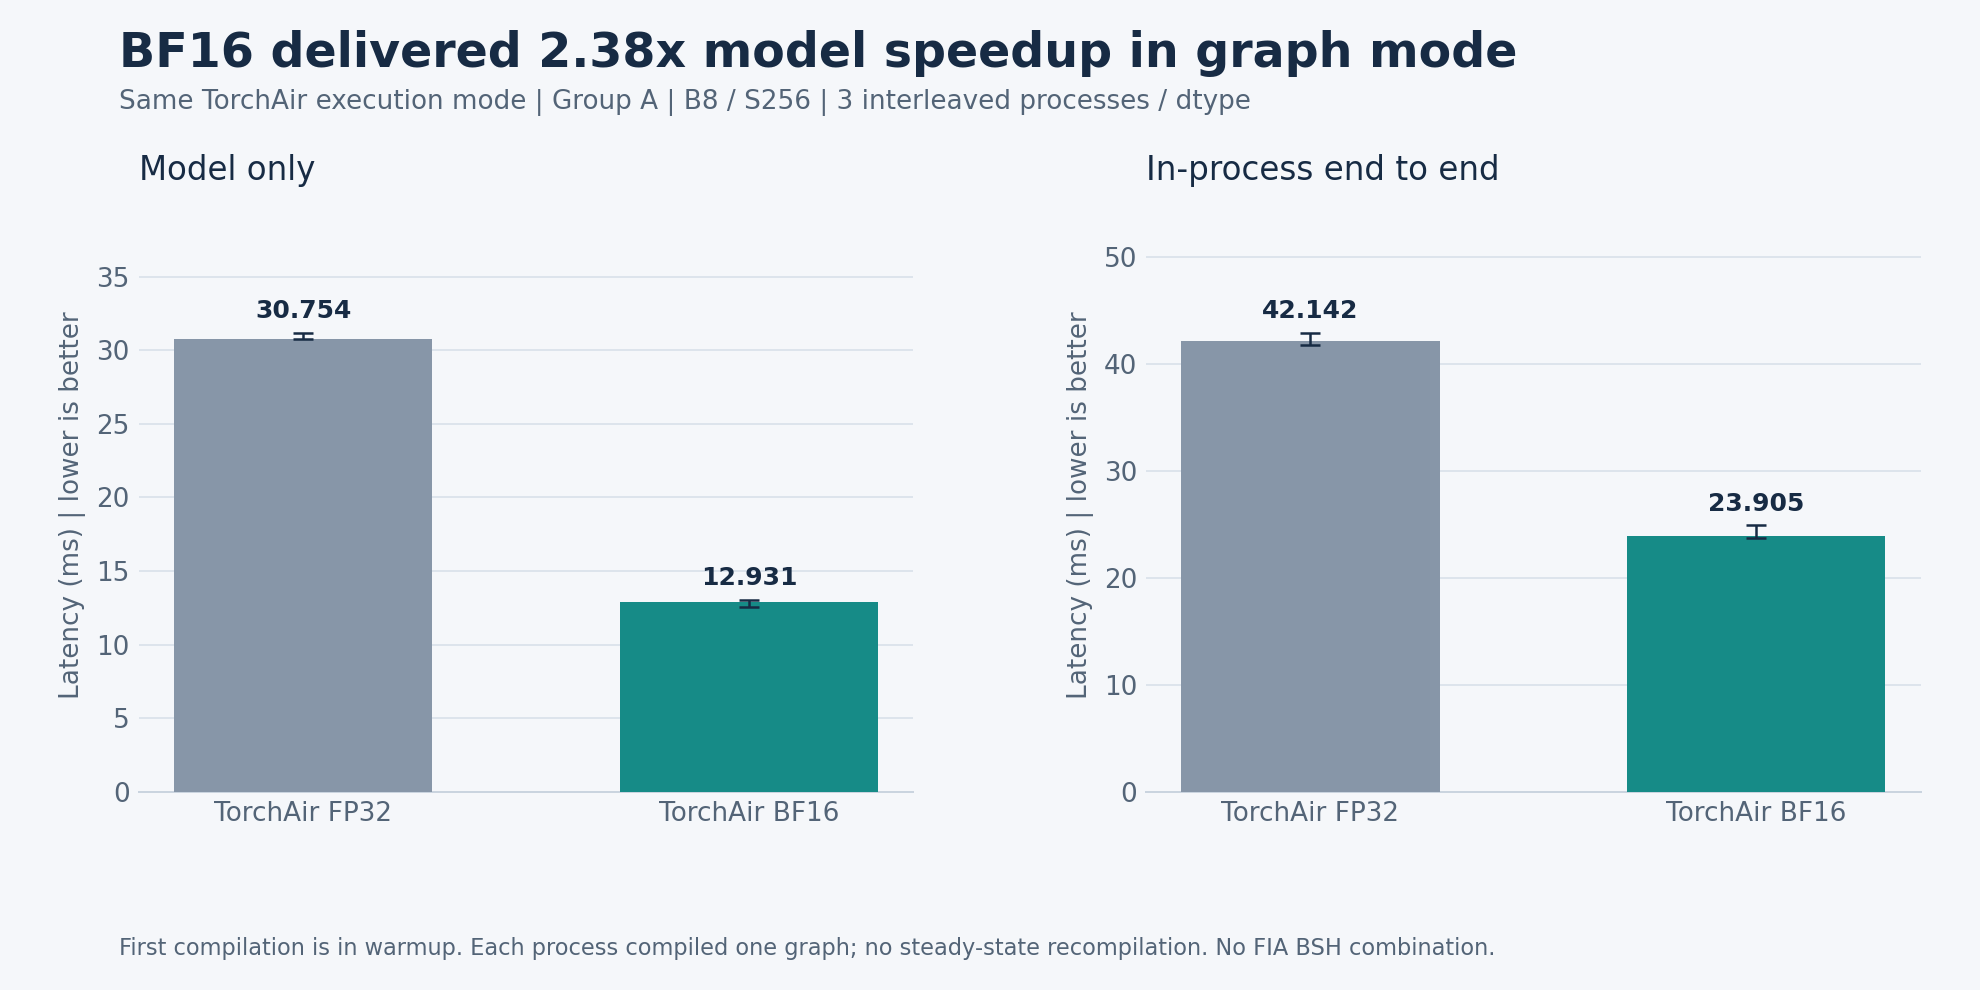 BF16 delivered 2.38x model speedup in graph mode
Same TorchAir execution mode | Group A | B8 / S256 | 3 interleaved processes / dtype
Model only
Latency (ms) | lower is better
35
30
25
20
15
10
5
0
30.754
12.931
TorchAir FP32
TorchAir BF16
In-process end to end
Latency (ms) | lower is better
50
40
30
20
10
0
42.142
23.905
TorchAir FP32
TorchAir BF16
First compilation is in warmup. Each process compiled one graph; no steady-state recompilation. No FIA BSH combination.